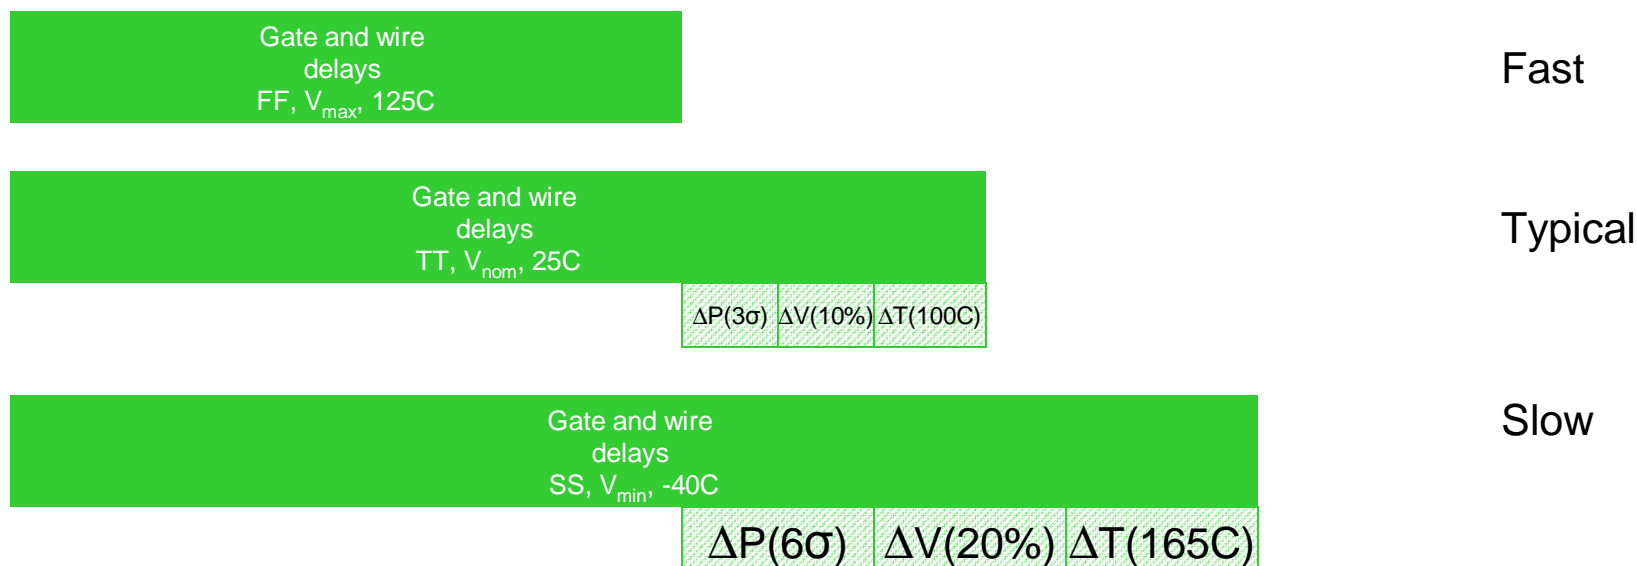 Gate and wire
delays
FF, Vmax, 125C
Fast
Gate and wire
delays
TT, Vnom, 25C
Typical
ΔP(3σ) ΔV(10%) ΔT(100C)
Gate and wire
delays
SS, Vmin, -40C
Slow
ΔP(6σ) ΔV(20%) ΔT(165C)